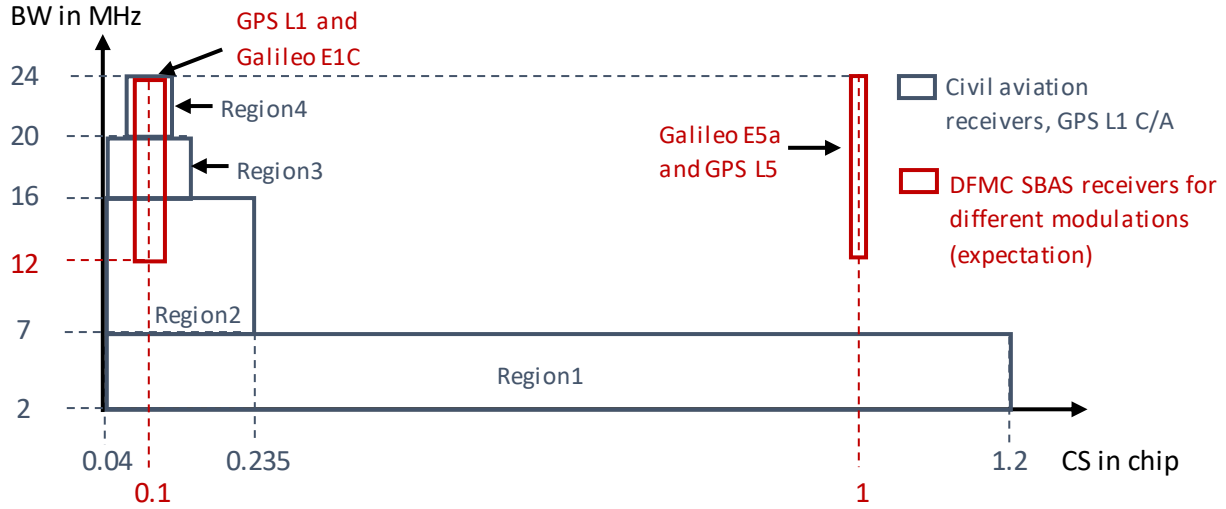 BW in MHz
GPS L1 and
Galileo E1C
24
Region4
Civil aviation
receivers, GPS L1 C/A
20
Region3
Galileo E5a
and GPS L5
DFMC SBAS receivers for
different modulations
(expectation)
16
12
Region2
7
Region1
2
0.04
0.235
1.2
CS in chip
0.1
1